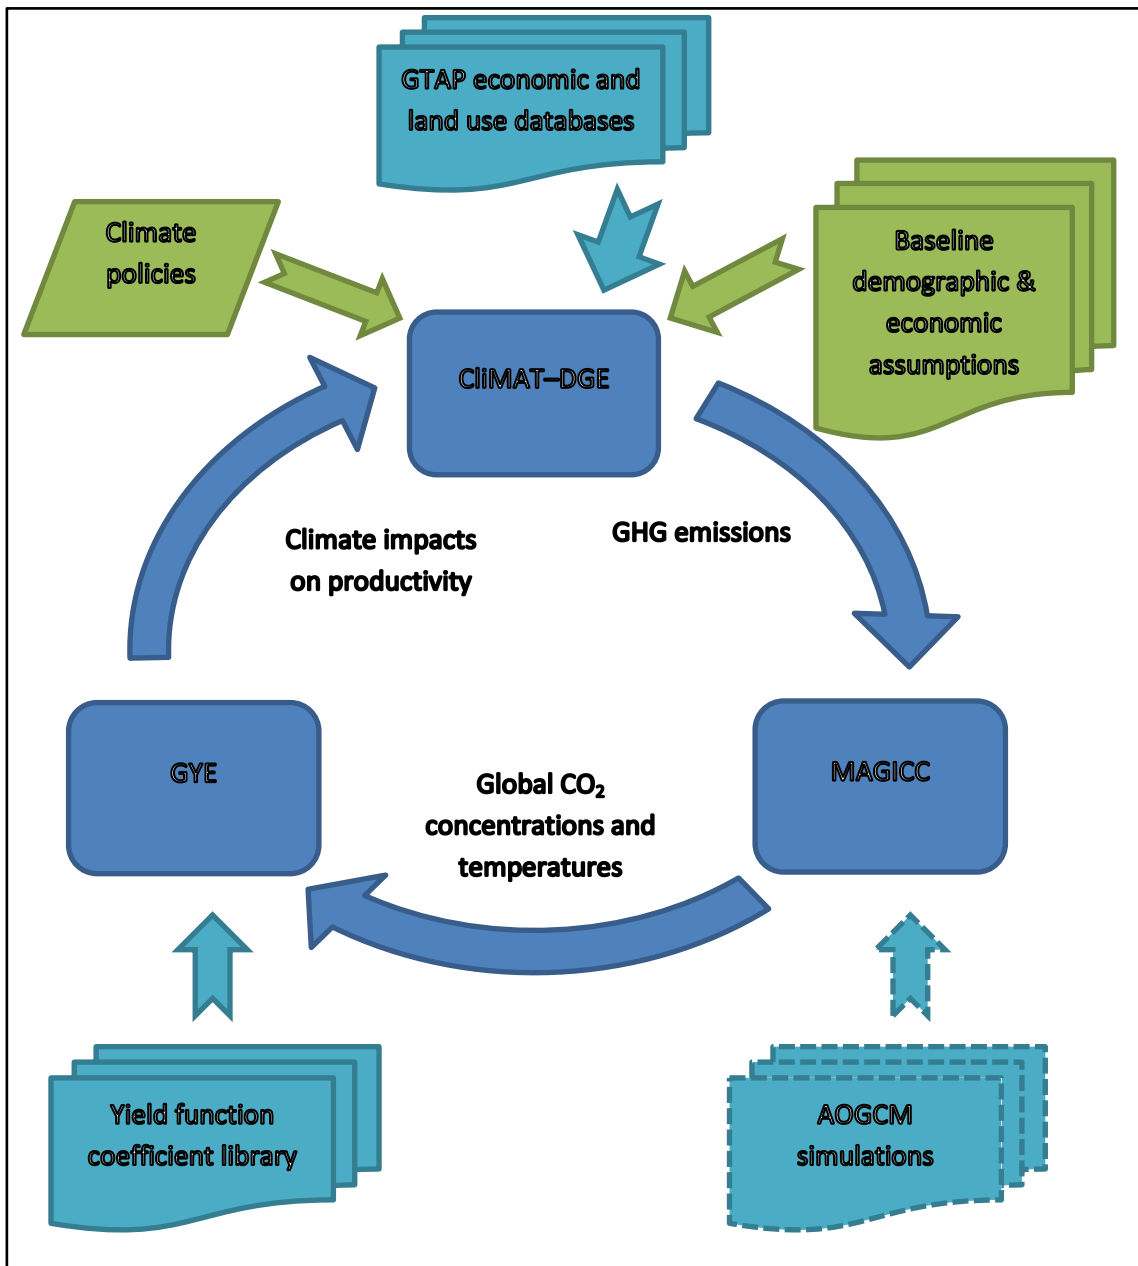 GTAP economic and
land use databases
Climate
policies
Baseline
demographic &
economic
assumptions
CliMAT–DGE
Climate impacts
on productivity
GHG emissions
GYE
MAGICC
Global CO₂
concentrations and
temperatures
Yield function
coefficient library
AOGCM
simulations